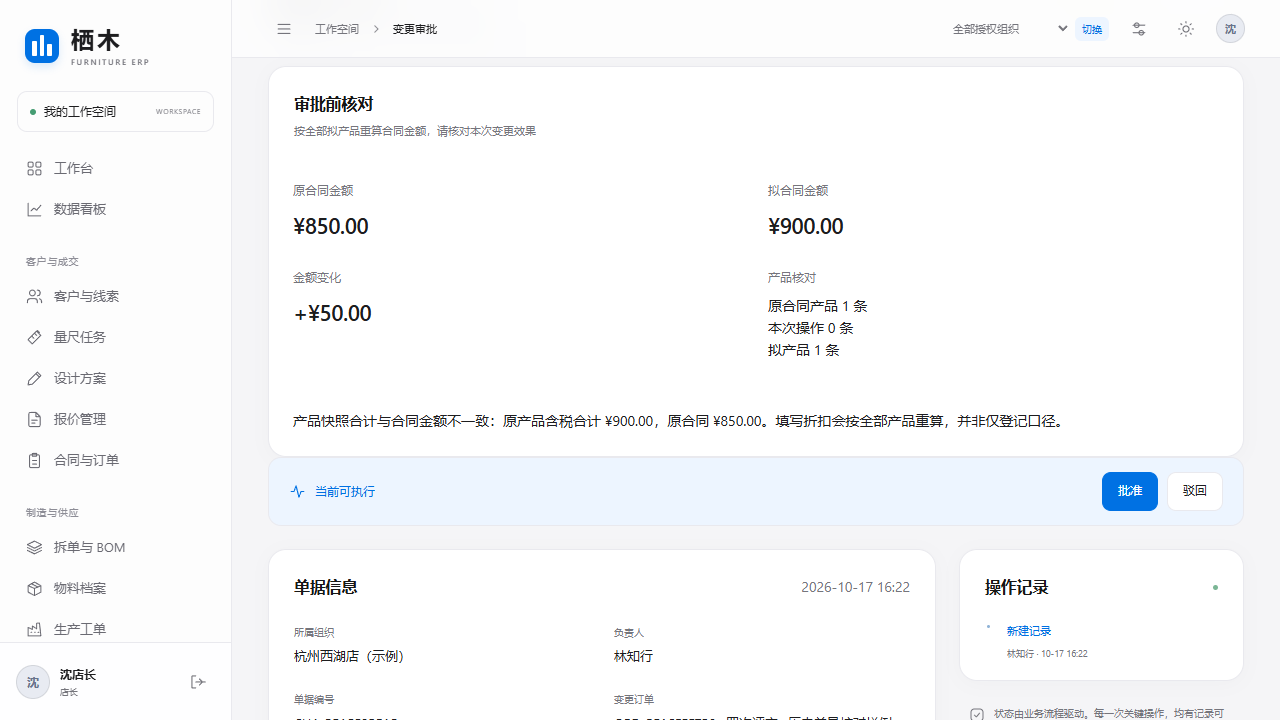 栖木
FURNITURE ERP
我的工作空间 WORKSPACE
工作台
数据看板
客户与成交
客户与线索
量尺任务
设计方案
报价管理
合同与订单
制造与供应
拆单与 BOM
物料档案
生产工单
沈 沈店长
店长
工作空间 > 变更审批
全部授权组织 切换 沈
审批前核对
按全部拟产品重算合同金额，请核对本次变更效果
原合同金额
¥850.00
拟合同金额
¥900.00
金额变化
+¥50.00
产品核对
原合同产品 1 条
本次操作 0 条
拟产品 1 条
产品快照合计与合同金额不一致：原产品含税合计 ¥900.00，原合同 ¥850.00。填写折扣会按全部产品重算，并非仅登记口径。
当前可执行 批准 驳回
单据信息 2026-10-17 16:22
所属组织
杭州西湖店（示例）
负责人
林知行
单据编号
变更订单
操作记录
新建记录
林知行 · 10-17 16:22
状态由业务流程驱动。每一次关键操作，均有记录可